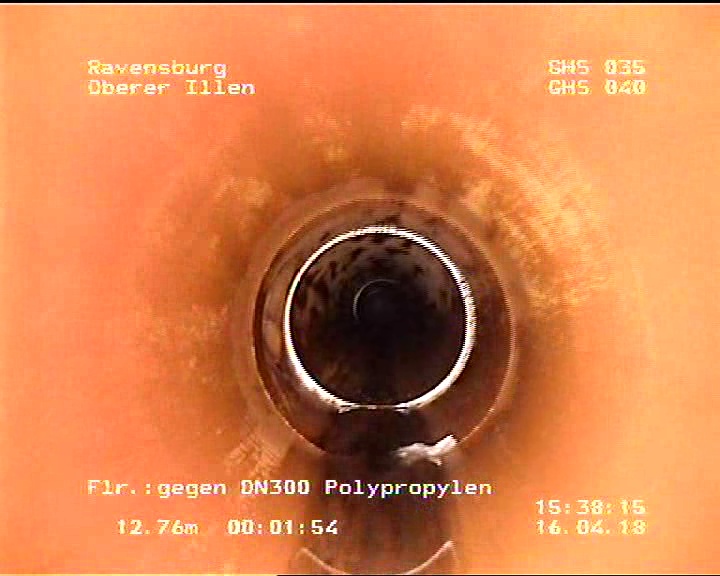 Ravensburg
Oberer Illen
GHS 035
GHS 040
Flr.:gegen DN300 Polypropylen
12.76m 00:01:54
15:38:15
16.04.18